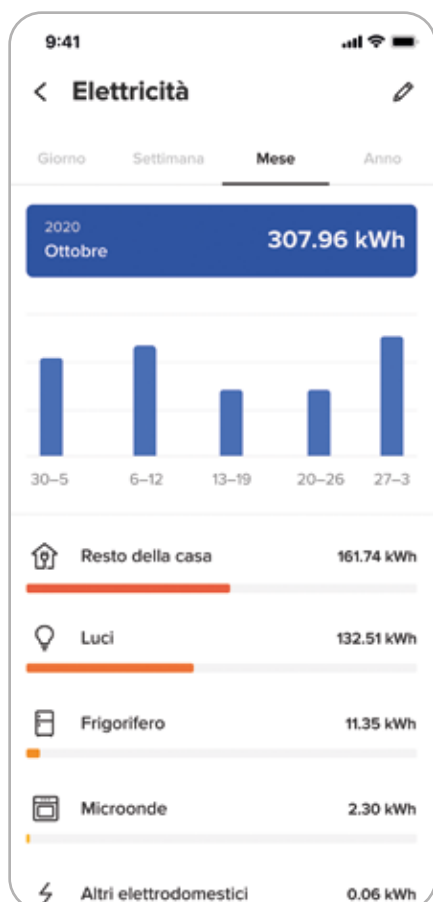 9:41
Elettricità
Giorno Settimana Mese Anno
2020
Ottobre 307.96 kWh
30–5 6–12 13–19 20–26 27–3
Resto della casa 161.74 kWh
Luci 132.51 kWh
Frigorifero 11.35 kWh
Microonde 2.30 kWh
Altri elettrodomestici 0.06 kWh